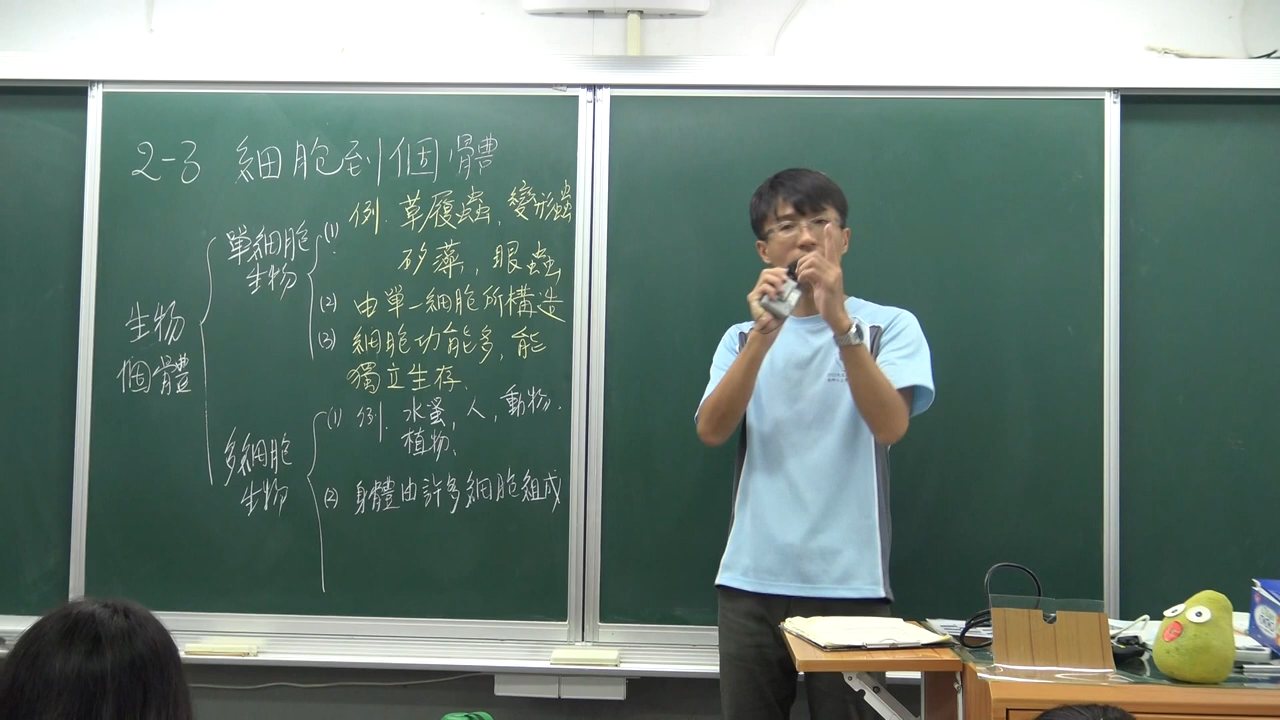 2-3 細胞到個體
生物
個體
單細胞
生物
(1) 例. 草履蟲, 變形蟲
矽藻, 眼蟲
(2) 由單一細胞所構造
(3) 細胞功能多, 能
獨立生存.
多細胞
生物
(1) 例. 水蚤, 人, 動物.
植物.
(2) 身體由許多細胞組成